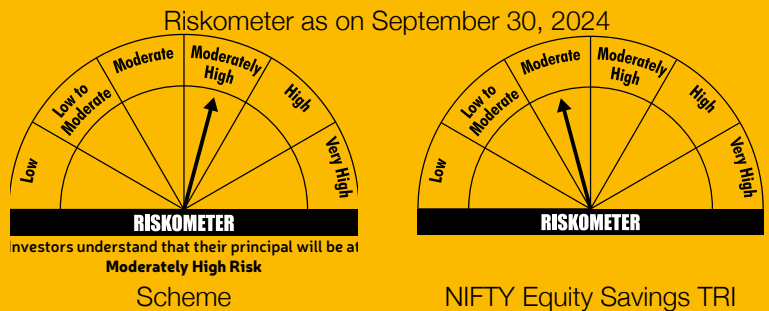 Riskometer as on September 30, 2024
Low
Low to
Moderate
Moderate
Moderately
High
High
Very High
RISKOMETER
nvestors understand that their principal will be at
Moderately High Risk
Scheme
Low
Low to
Moderate
Moderate
Moderately
High
High
Very High
RISKOMETER
NIFTY Equity Savings TRI